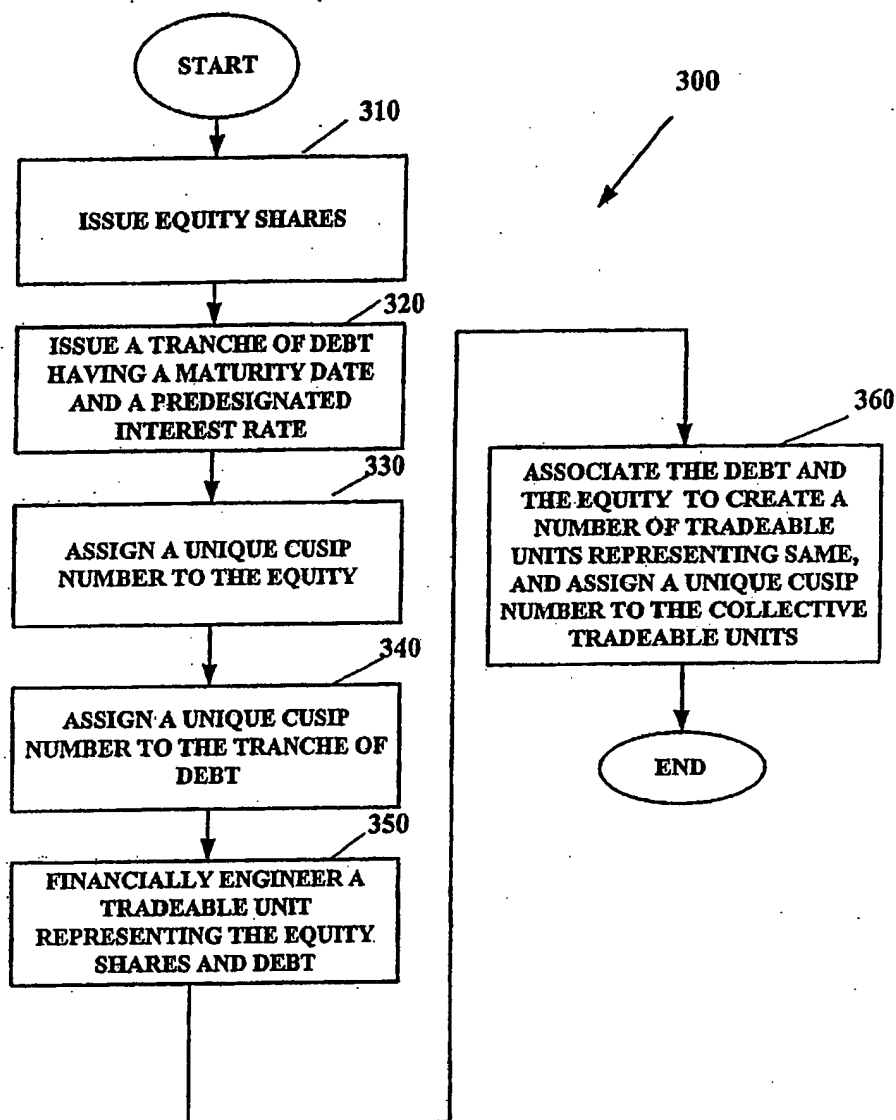 START
300
310
ISSUE EQUITY SHARES
320
ISSUE A TRANCHE OF DEBT
HAVING A MATURITY DATE
AND A PREDESIGNATED
INTEREST RATE
330
ASSIGN A UNIQUE CUSIP
NUMBER TO THE EQUITY
340
ASSIGN A UNIQUE CUSIP
NUMBER TO THE TRANCHE OF
DEBT
350
FINANCIALLY ENGINEER A
TRADEABLE UNIT
REPRESENTING THE EQUITY
SHARES AND DEBT
360
ASSOCIATE THE DEBT AND
THE EQUITY TO CREATE A
NUMBER OF TRADEABLE
UNITS REPRESENTING SAME,
AND ASSIGN A UNIQUE CUSIP
NUMBER TO THE COLLECTIVE
TRADEABLE UNITS
END